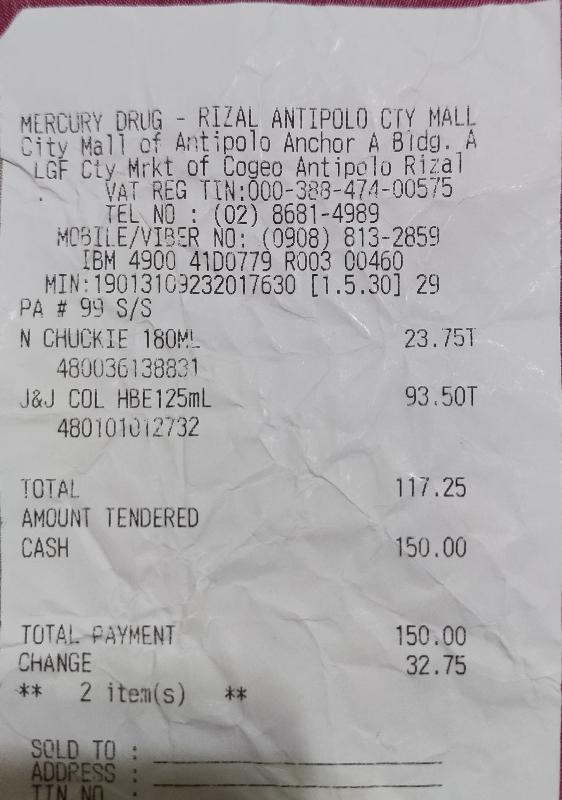 MERCURY DRUG - RIZAL ANTIPOLO CTY MALL
City Mall of Antipolo Anchor A Bldg. A
LGF Cty Mrkt of Cogeo Antipolo Rizal
VAT REG TIN:000-388-474-00575
TEL NO : (02) 8681-4989
MOBILE/VIBER NO: (0908) 813-2859
IBM 4900 41D0779 R003 00460
MIN:19013109232017630 [1.5.30] 29
PA # 99 S/S
N CHUCKIE 180ML 23.75T
480036138831
J&J COL HBE125mL 93.50T
480101012732
TOTAL 117.25
AMOUNT TENDERED
CASH 150.00
TOTAL PAYMENT 150.00
CHANGE 32.75
** 2 item(s) **
SOLD TO :
ADDRESS :
TIN NO :